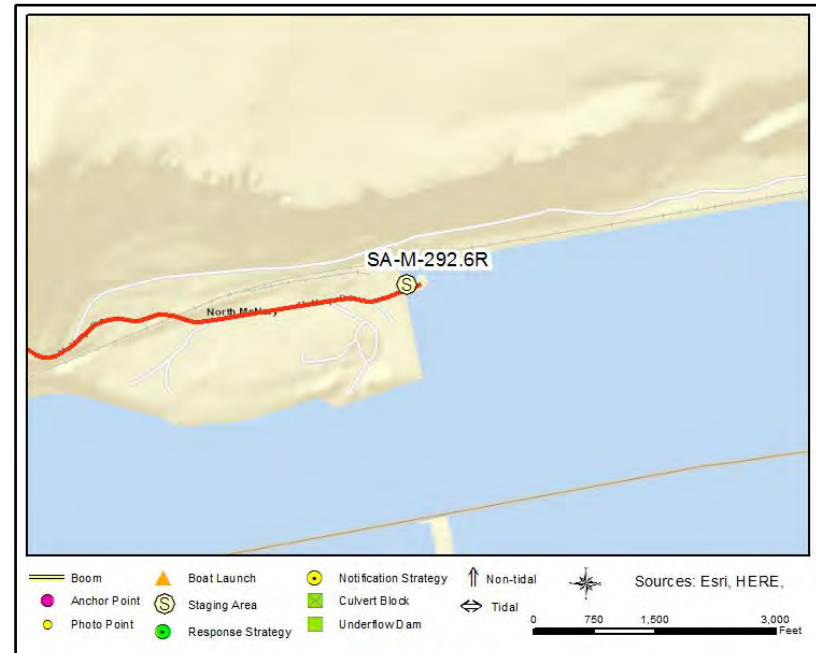 SA-M-292.6R
S
North McNary
Boom
Boat Launch
Notification Strategy
Non-tidal
Sources: Esri, HERE,
Anchor Point
S
Staging Area
Culvert Block
Tidal
Photo Point
Response Strategy
Underflow Dam
0 750 1,500 3,000
Feet